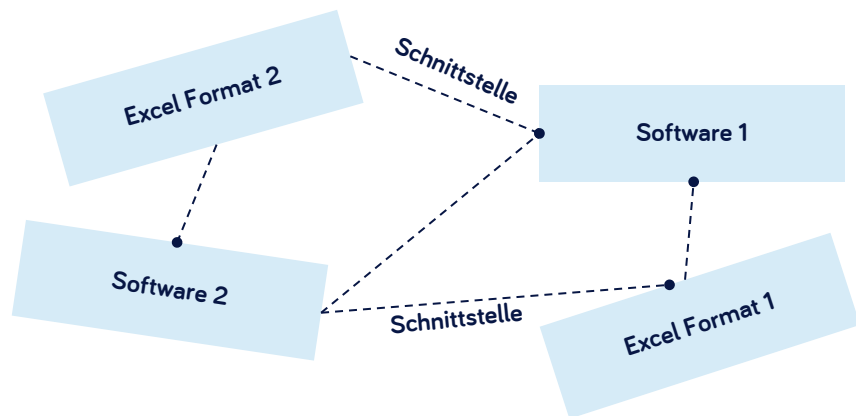 Excel Format 2
Schnittstelle
Software 1
Software 2
Schnittstelle
Excel Format 1